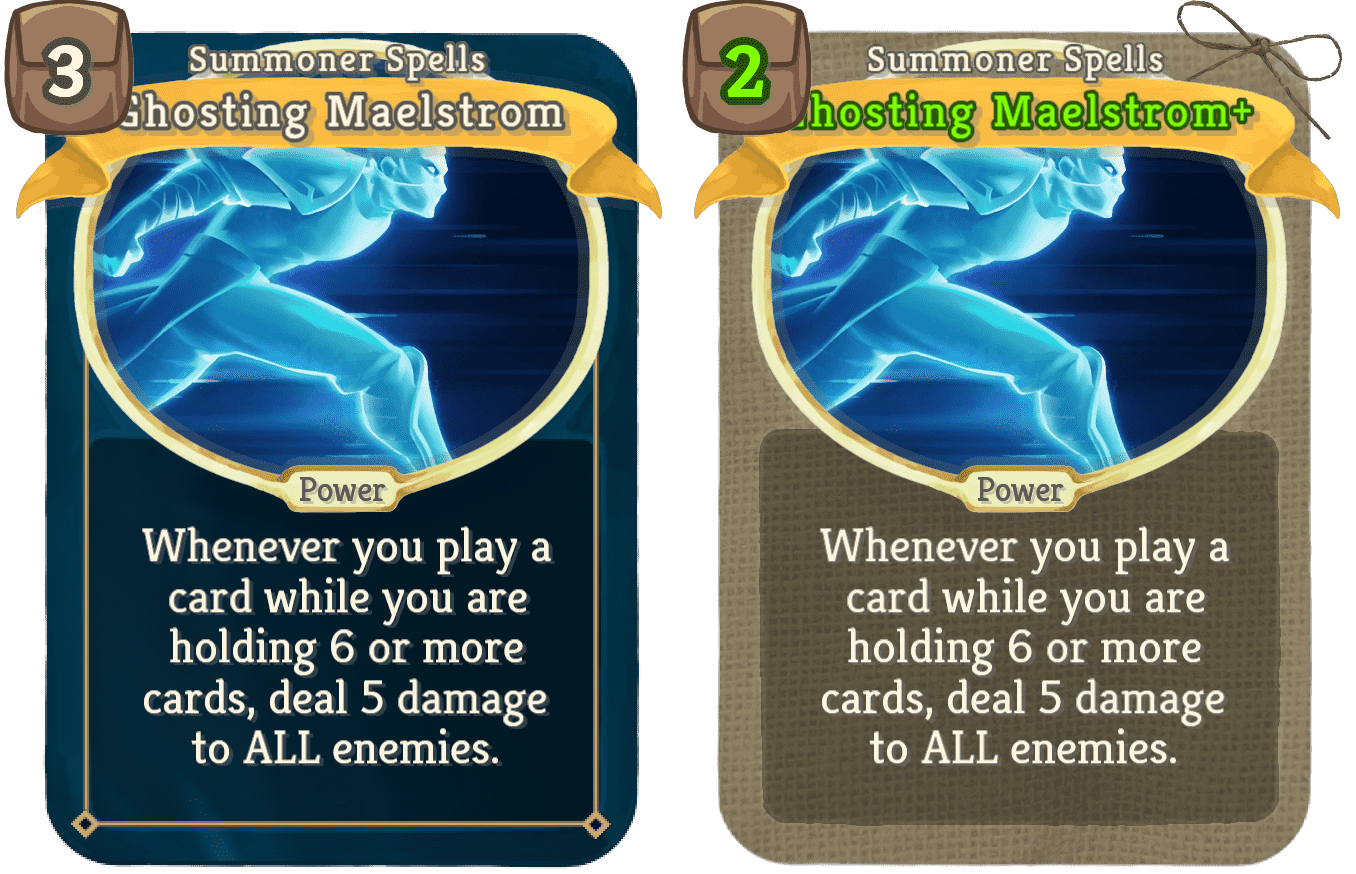 3
Summoner Spells
Ghosting Maelstrom
Power
Whenever you play a
card while you are
holding 6 or more
cards, deal 5 damage
to ALL enemies.
2
Summoner Spells
Ghosting Maelstrom+
Power
Whenever you play a
card while you are
holding 6 or more
cards, deal 5 damage
to ALL enemies.